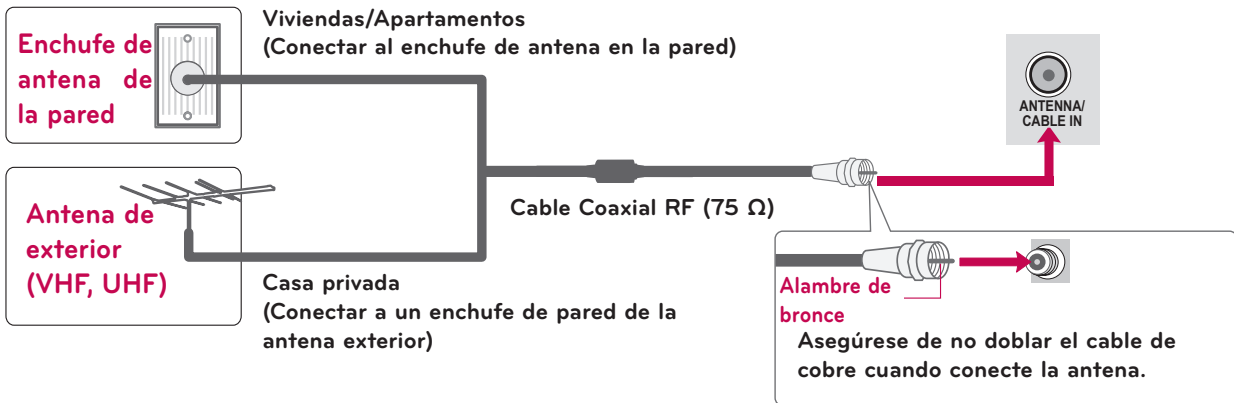 Enchufe de
antena de
la pared
Viviendas/Apartamentos
(Conectar al enchufe de antena en la pared)
ANTENNA/
CABLE IN
Antena de
exterior
(VHF, UHF)
Cable Coaxial RF (75 Ω)
Casa privada
(Conectar a un enchufe de pared de la
antena exterior)
Alambre de
bronce
Asegúrese de no doblar el cable de
cobre cuando conecte la antena.